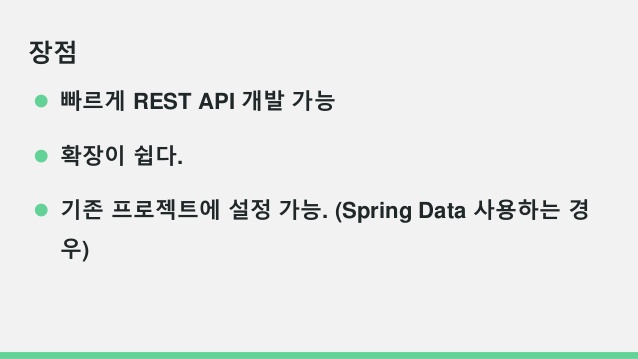 장점
빠르게 REST API 개발 가능
확장이 쉽다.
기존 프로젝트에 설정 가능. (Spring Data 사용하는 경
우)